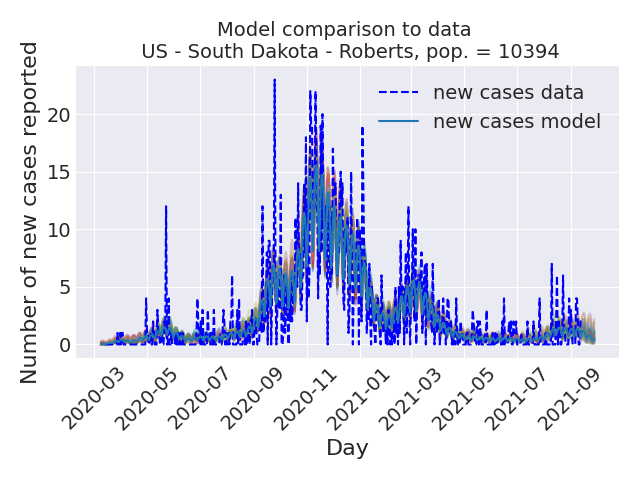 Model comparison to data
US - South Dakota - Roberts, pop. = 10394
Number of new cases reported
20
15
10
5
0
new cases data
new cases model
2020-03
2020-05
2020-07
2020-09
2020-11
2021-01
2021-03
2021-05
2021-07
2021-09
Day